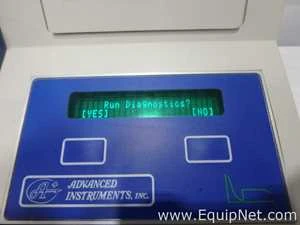 Run Diagnostics?
[YES] [NO]
ADVANCED
INSTRUMENTS, INC.
www.EquipNet.com